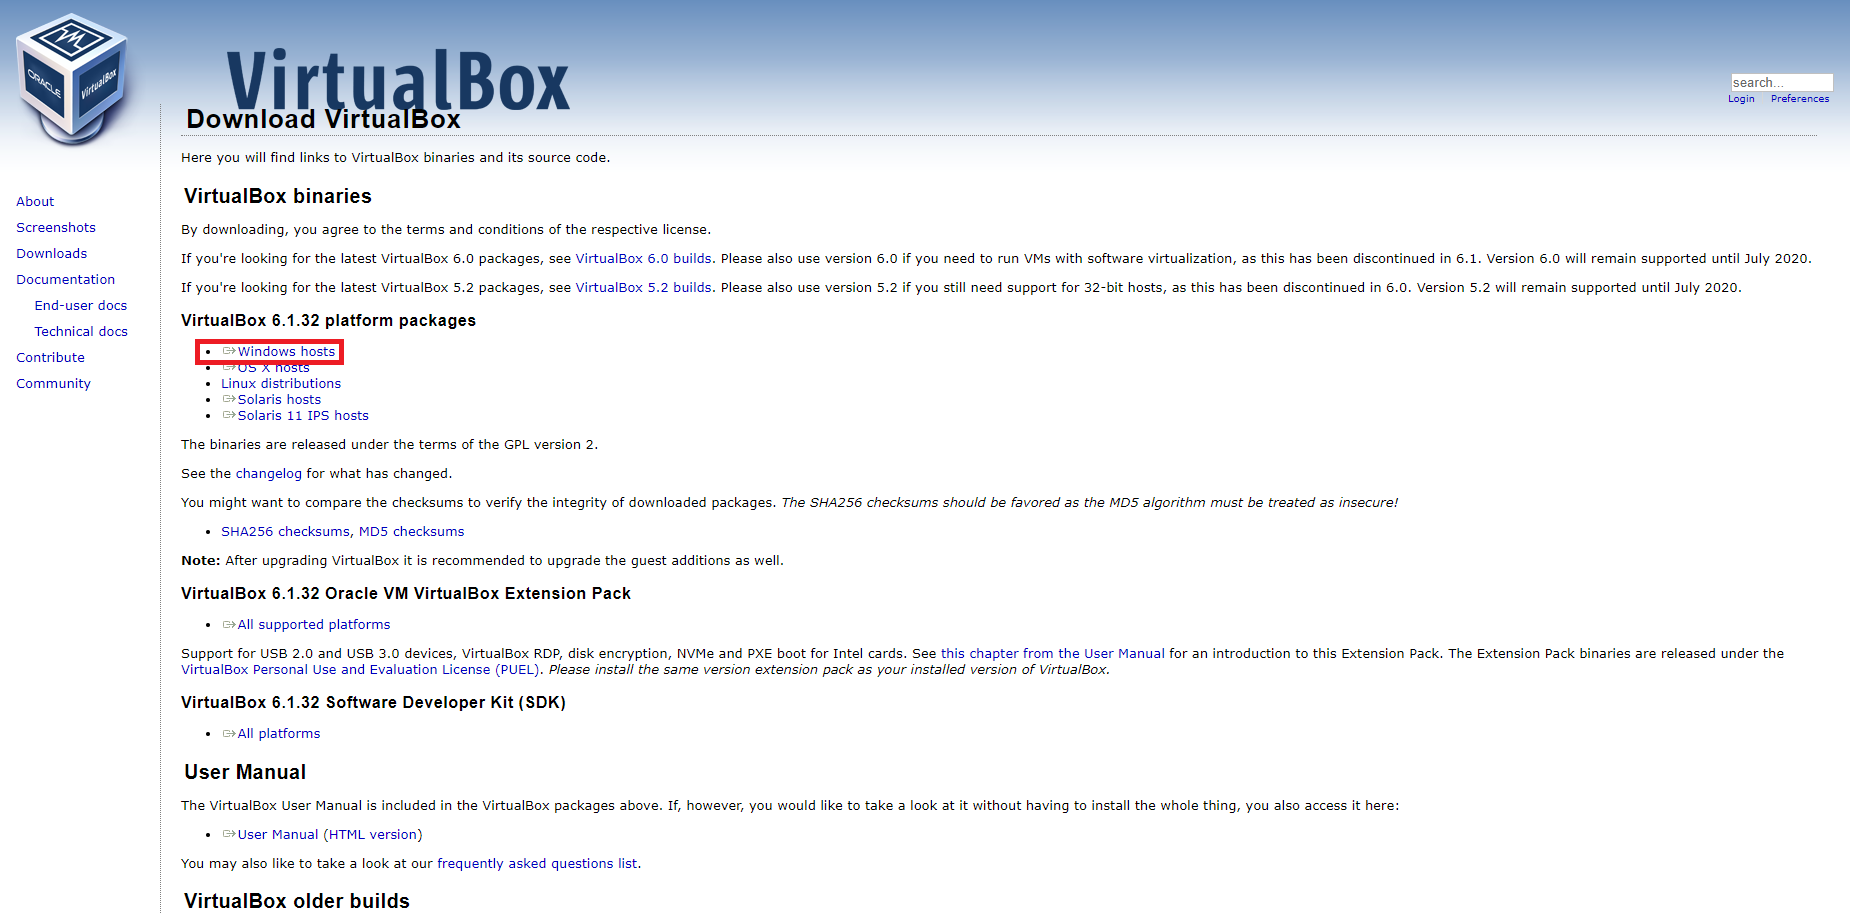 ORACLE
VirtualBox
VirtualBox
search...
Login Preferences
Download VirtualBox
Here you will find links to VirtualBox binaries and its source code.
About
Screenshots
Downloads
Documentation
End-user docs
Technical docs
Contribute
Community
VirtualBox binaries
By downloading, you agree to the terms and conditions of the respective license.
If you're looking for the latest VirtualBox 6.0 packages, see VirtualBox 6.0 builds. Please also use version 6.0 if you need to run VMs with software virtualization, as this has been discontinued in 6.1. Version 6.0 will remain supported until July 2020.
If you're looking for the latest VirtualBox 5.2 packages, see VirtualBox 5.2 builds. Please also use version 5.2 if you still need support for 32-bit hosts, as this has been discontinued in 6.0. Version 5.2 will remain supported until July 2020.
VirtualBox 6.1.32 platform packages
Windows hosts
OS X hosts
Linux distributions
Solaris hosts
Solaris 11 IPS hosts
The binaries are released under the terms of the GPL version 2.
See the changelog for what has changed.
You might want to compare the checksums to verify the integrity of downloaded packages. The SHA256 checksums should be favored as the MD5 algorithm must be treated as insecure!
SHA256 checksums, MD5 checksums
Note: After upgrading VirtualBox it is recommended to upgrade the guest additions as well.
VirtualBox 6.1.32 Oracle VM VirtualBox Extension Pack
All supported platforms
Support for USB 2.0 and USB 3.0 devices, VirtualBox RDP, disk encryption, NVMe and PXE boot for Intel cards. See this chapter from the User Manual for an introduction to this Extension Pack. The Extension Pack binaries are released under the
VirtualBox Personal Use and Evaluation License (PUEL). Please install the same version extension pack as your installed version of VirtualBox.
VirtualBox 6.1.32 Software Developer Kit (SDK)
All platforms
User Manual
The VirtualBox User Manual is included in the VirtualBox packages above. If, however, you would like to take a look at it without having to install the whole thing, you also access it here:
User Manual (HTML version)
You may also like to take a look at our frequently asked questions list.
VirtualBox older builds